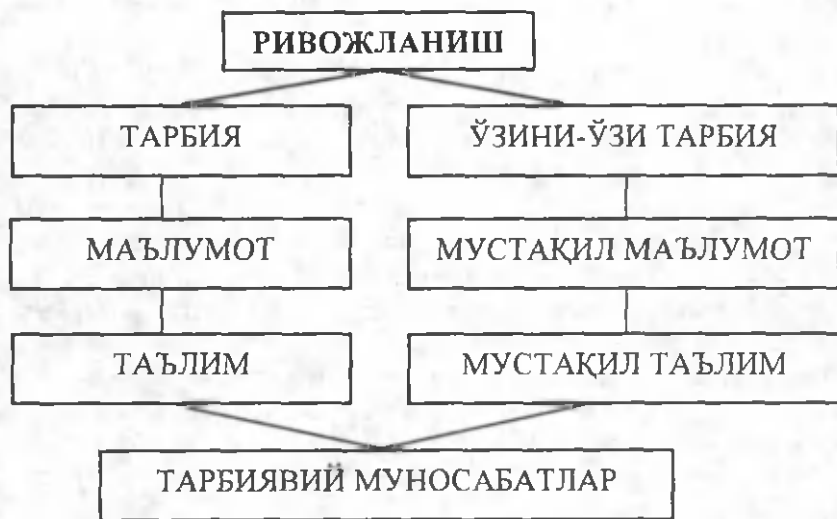 РИВОЖЛАНИШ
ТАРБИЯ
ЎЗИНИ-ЎЗИ ТАРБИЯ
МАЪЛУМОТ
МУСТАҚИЛ МАЪЛУМОТ
ТАЪЛИМ
МУСТАҚИЛ ТАЪЛИМ
ТАРБИЯВИЙ МУНОСАБАТЛАР